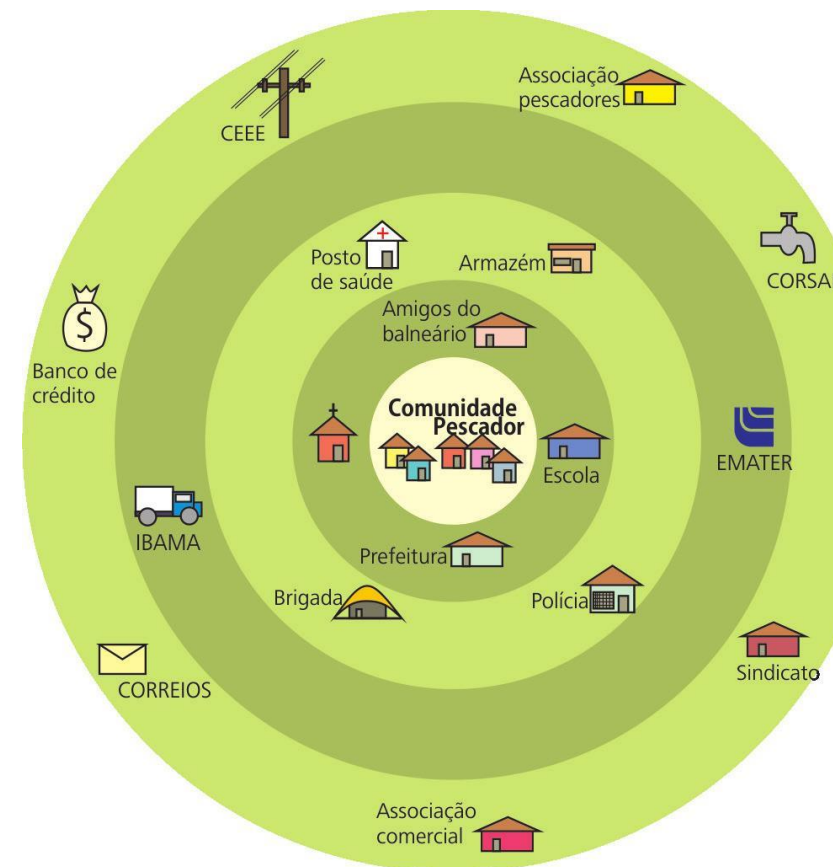 Associação
pescadores
CEEE
CORSA
Posto
de saúde
Armazém
Amigos do
balneário
$
Banco de
crédito
Comunidade
Pescador
EMATER
Escola
IBAMA
Prefeitura
Brigada
Polícia
Sindicato
CORREIOS
Associação
comercial